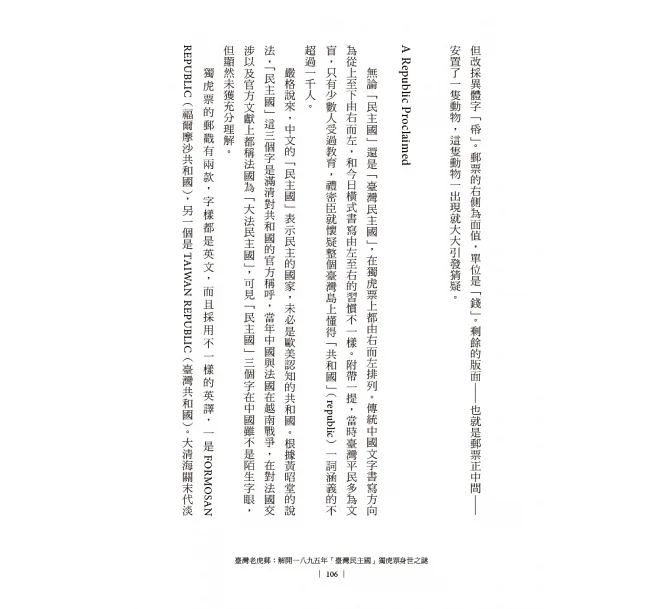 但改採異體字「帋」。郵票的右側為面值，單位是「錢」。剩餘的版面——也就是郵票正中間——
安置了一隻動物，這隻動物一出現就大大引發猜疑。
A Republic Proclaimed
無論「民主國」還是「臺灣民主國」，在獨虎票上都由右而左排列。傳統中國文字書寫方向
為從上至下由右而左，和今日橫式書寫由左至右的習慣不一樣。附帶一提，當時臺灣平民多為文
盲，只有少數人受過教育，禮密臣就懷疑整個臺灣島上懂得「共和國」（republic）一詞涵義的不
超過一千人。
嚴格說來，中文的「民主國」表示民主的國家，未必是歐美認知的共和國。根據黃昭堂的說
法，「民主國」這三個字是滿清對共和國的官方稱呼，當年中國與法國在越南戰爭，在對法國交
涉以及官方文獻上都稱法國為「大法民主國」，可見「民主國」三個字在中國雖不是陌生字眼，
但顯然未獲充分理解。
獨虎票的郵戳有兩款，字樣都是英文，而且採用不一樣的英譯，一是 FORMOSAN
REPUBLIC（福爾摩沙共和國），另一個是 TAIWAN REPUBLIC（臺灣共和國）。大清海關末代淡
臺灣老虎郵：解開一八九五年「臺灣民主國」獨虎票身世之謎
| 106 |